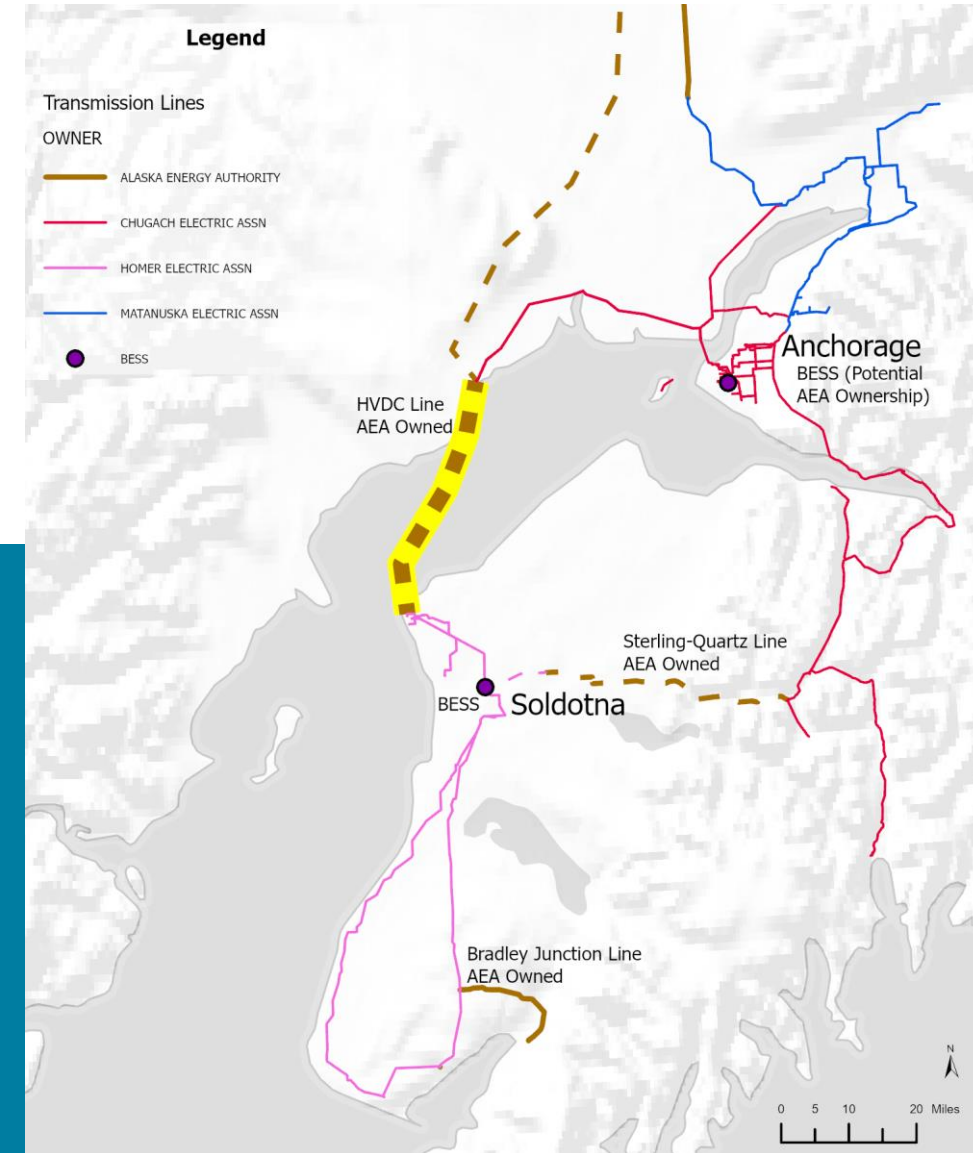 Legend
Transmission Lines
OWNER
ALASKA ENERGY AUTHORITY
CHUGACH ELECTRIC ASSN
HOMER ELECTRIC ASSN
MATANUSKA ELECTRIC ASSN
BESS
Anchorage
BESS (Potential
AEA Ownership)
HVDC Line
AEA Owned
Sterling-Quartz Line
AEA Owned
BESS
Soldotna
Bradley Junction Line
AEA Owned
N
0 5 10 20 Miles